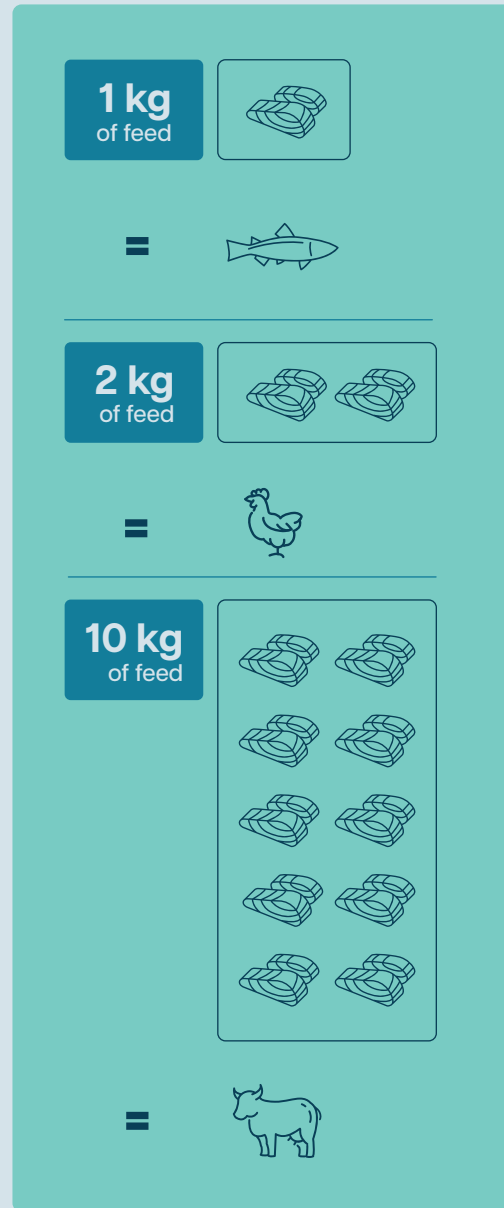 1 kg
of feed
=
2 kg
of feed
=
10 kg
of feed
=